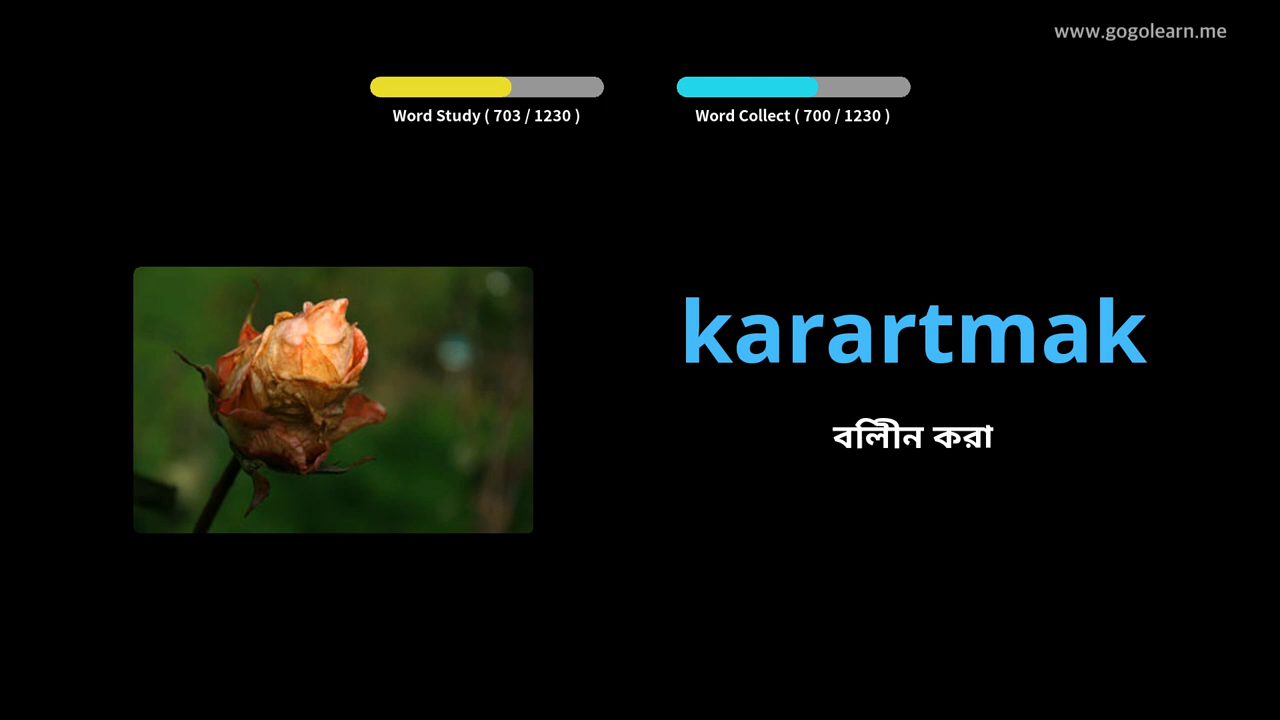 www.gogolearn.me
Word Study ( 703 / 1230 )
Word Collect ( 700 / 1230 )
karartmak
বলিীন করা